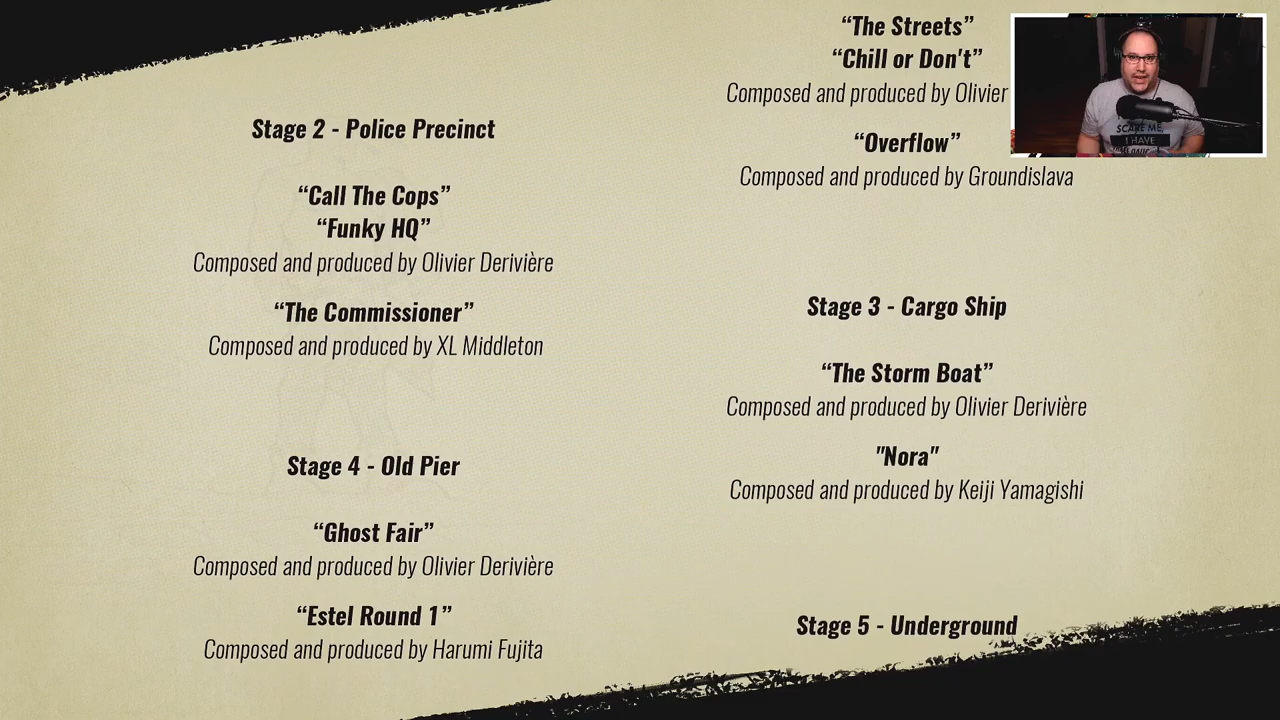 Stage 2 - Police Precinct
“Call The Cops”
“Funky HQ”
Composed and produced by Olivier Derivière
“The Commissioner”
Composed and produced by XL Middleton
Stage 4 - Old Pier
“Ghost Fair”
Composed and produced by Olivier Derivière
“Estel Round 1”
Composed and produced by Harumi Fujita
“The Streets”
“Chill or Don't”
Composed and produced by Olivier
“Overflow”
Composed and produced by Groundislava
Stage 3 - Cargo Ship
“The Storm Boat”
Composed and produced by Olivier Derivière
"Nora"
Composed and produced by Keiji Yamagishi
Stage 5 - Underground
SCARE ME,
I HAVE